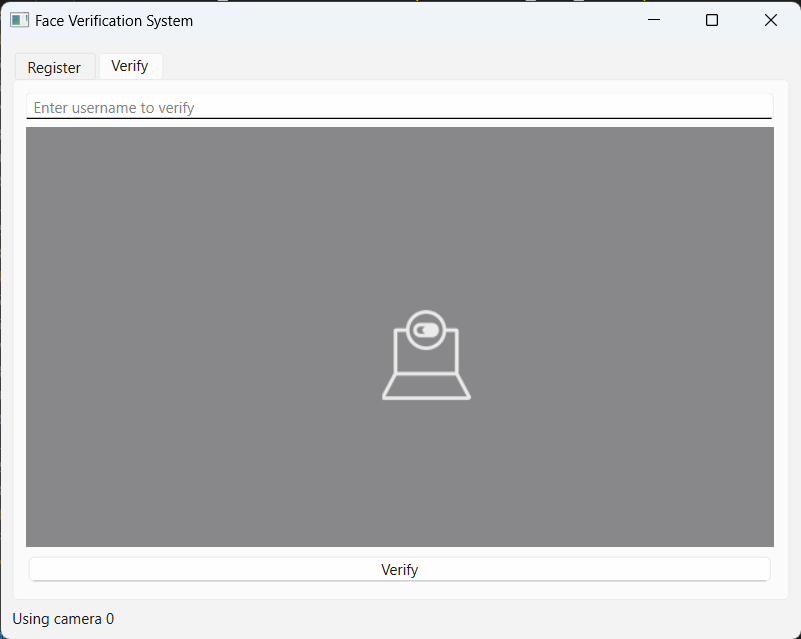 Face Verification System
Register
Verify
Enter username to verify
Verify
Using camera 0